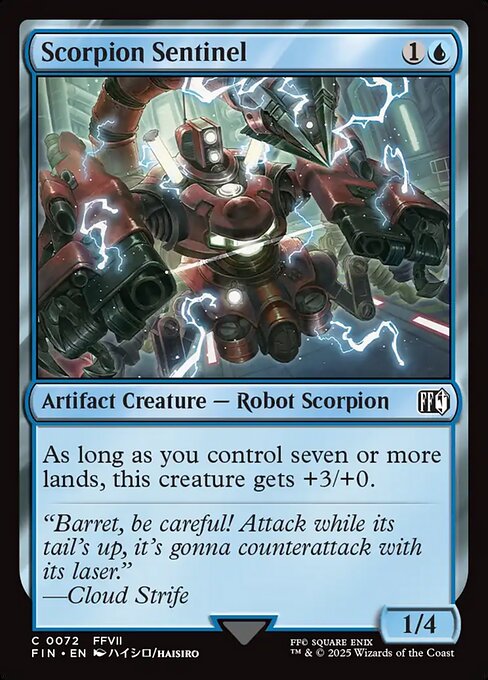 Scorpion Sentinel 1
Artifact Creature — Robot Scorpion FF
As long as you control seven or more
lands, this creature gets +3/+0.
“Barret, be careful! Attack while its
tail’s up, it’s gonna counterattack with
its laser.”
—Cloud Strife
1/4
C 0072 FFVII
FIN • EN ハイシロ/HAISIRO
FF© SQUARE ENIX
™ & © 2025 Wizards of the Coast